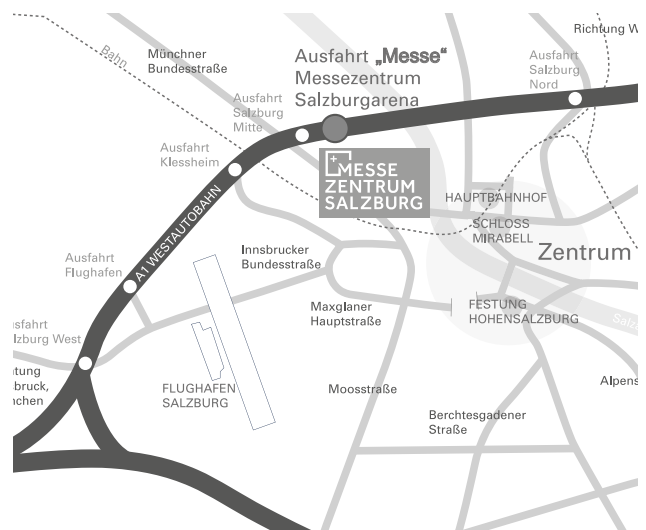 Richtung W
Münchner
Bundesstraße
Bahn
Ausfahrt „Messe“
Messezentrum
Salzburgarena
Ausfahrt
Salzburg
Nord
Ausfahrt
Salzburg
Mitte
Ausfahrt
Klessheim
MESSE
ZENTRUM
SALZBURG
HAUPTBAHNHOF
A1 WESTAUTOBAHN
SCHLOSS
MIRABELL
Zentrum
Ausfahrt
Flughafen
Innsbrucker
Bundesstraße
Maxglaner
Hauptstraße
FESTUNG
HOHENSALZBURG
Salza
sfahrt
lzburg West
tung
bruck,
nchen
FLUGHAFEN
SALZBURG
Moosstraße
Alpens
Berchtesgadener
Straße